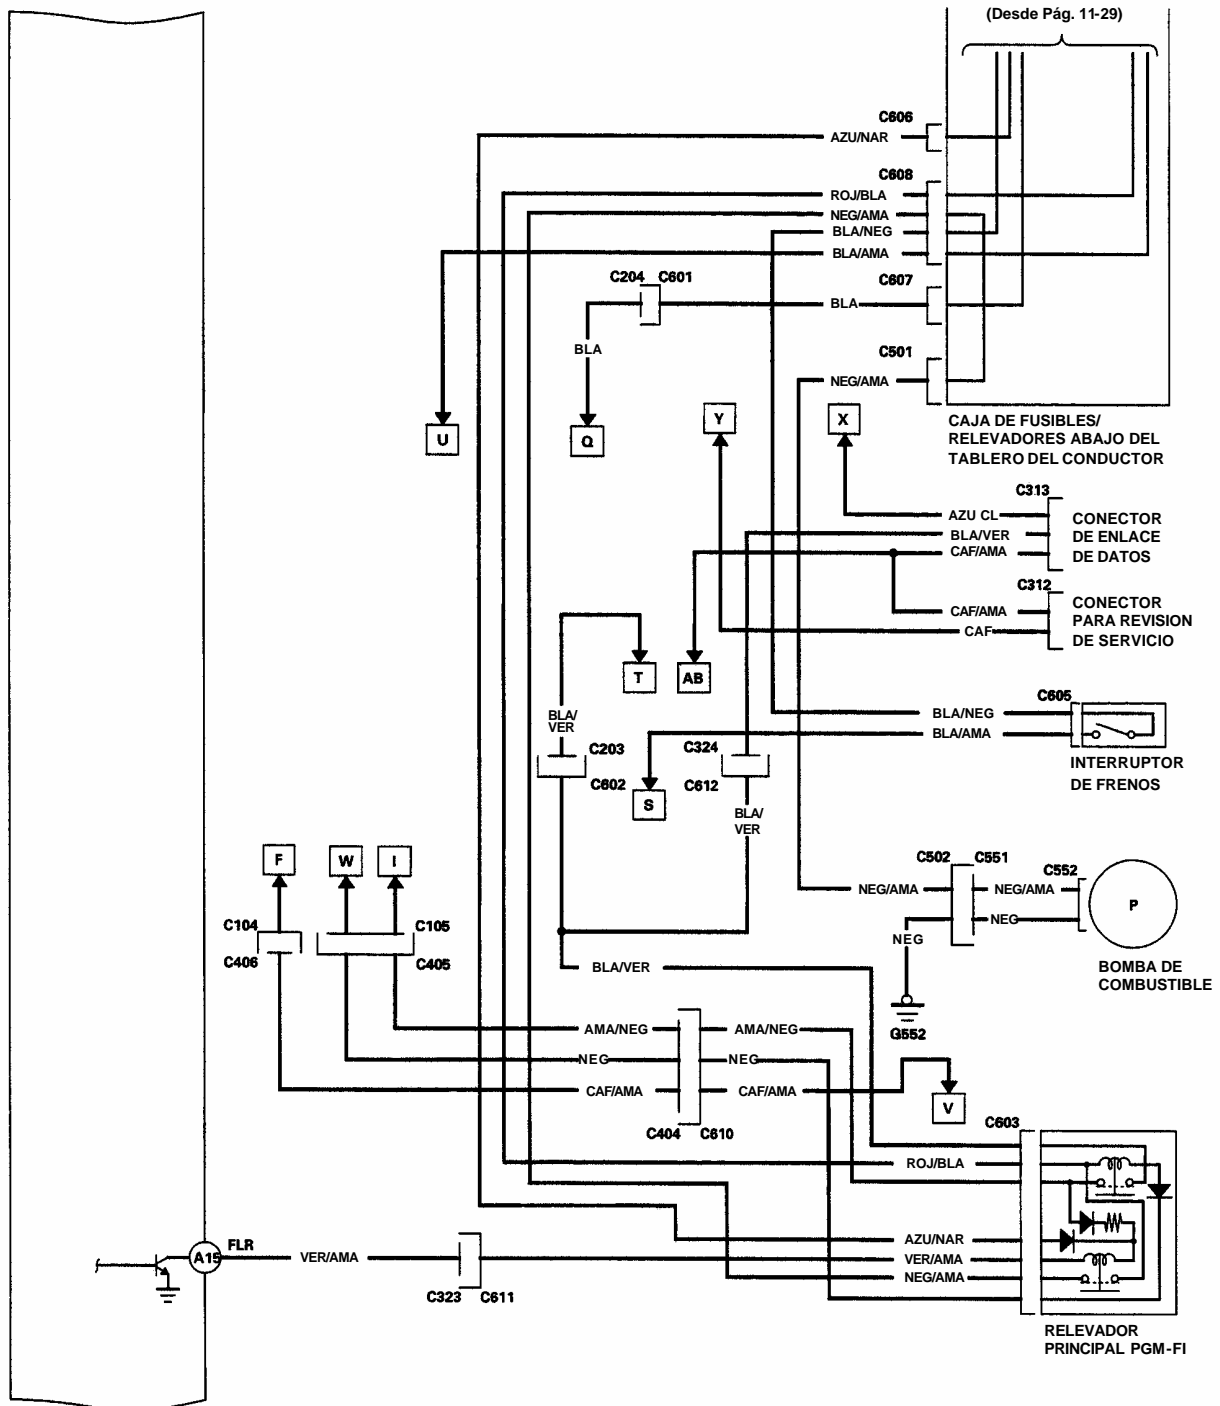 (Desde Pág. 11-29)
C606
AZU/NAR
C608
ROJ/BLA
NEG/AMA
BLA/NEG
BLA/AMA
C204 C601
C607
BLA
BLA
C501
NEG/AMA
U
Q
Y
X
CAJA DE FUSIBLES/
RELEVADORES ABAJO DEL
TABLERO DEL CONDUCTOR
C313
AZU CL
BLA/VER
CAF/AMA
CONECTOR
DE ENLACE
DE DATOS
C312
CAF/AMA
CAF
CONECTOR
PARA REVISION
DE SERVICIO
T
AB
C605
BLA/NEG
BLA/AMA
INTERRUPTOR
DE FRENOS
BLA/
VER
C203
C602
C324
C612
S
BLA/
VER
F
W
I
C502 C551
C552
NEG/AMA
NEG/AMA
NEG
NEG
P
BOMBA DE
COMBUSTIBLE
G552
C104
C406
C105
C405
BLA/VER
AMA/NEG
AMA/NEG
NEG
NEG
CAF/AMA
CAF/AMA
V
C404 C610
C603
ROJ/BLA
AZU/NAR
VER/AMA
NEG/AMA
A15
FLR
VER/AMA
C323 C611
RELEVADOR
PRINCIPAL PGM-FI